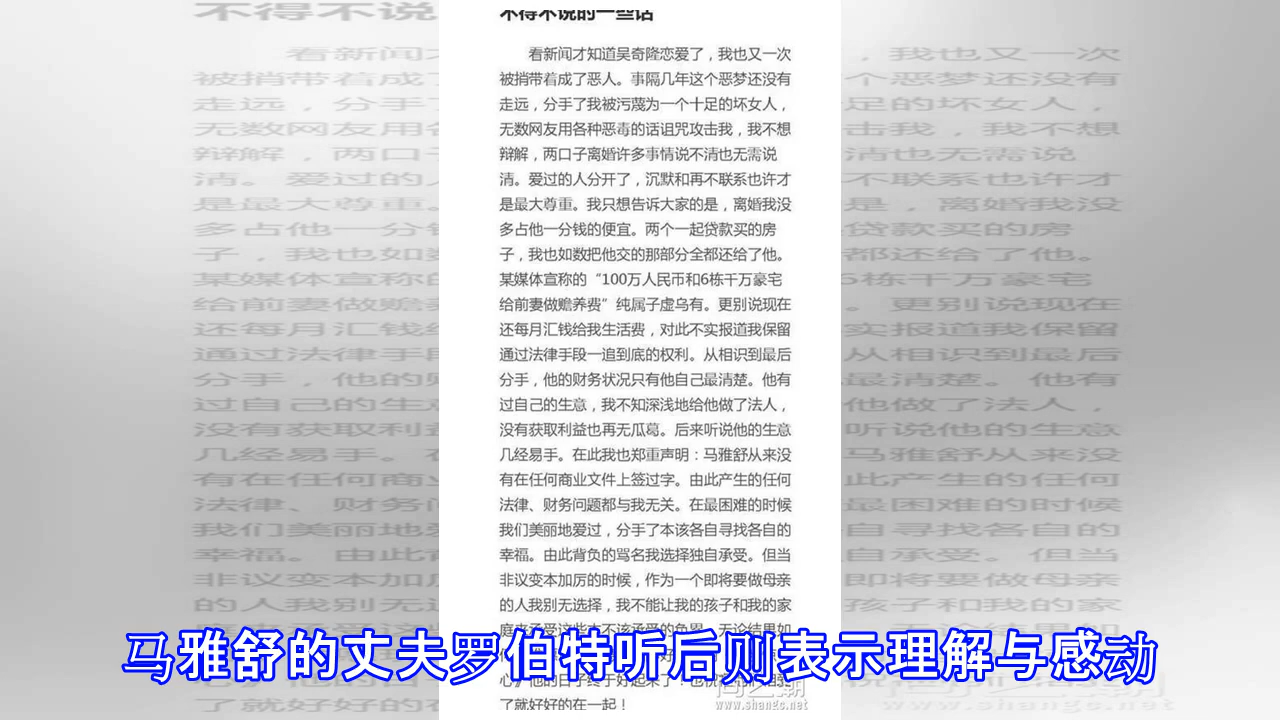 不得不说的一些话
看新闻才知道吴奇隆恋爱了，我也又一次
被捎带着成了恶人。事隔几年这个恶梦还没有
走远，分手了我被污蔑为一个十足的坏女人，
无数网友用各种恶毒的话诅咒攻击我，我不想
辩解，两口子离婚许多事情说不清也无需说
清。爱过的人分开了，沉默和再不联系也许才
是最大尊重。我只想告诉大家的是，离婚我没
多占他一分钱的便宜。两个一起贷款买的房
子，我也如数把他交的那部分全都还给了他。
某媒体宣称的“100万人民币和6栋千万豪宅
给前妻做赡养费”纯属子虚乌有。更别说现在
还每月汇钱给我生活费，对此不实报道我保留
通过法律手段一追到底的权利。从相识到最后
分手，他的财务状况只有他自己最清楚。他有
过自己的生意，我不知深浅地给他做了法人，
没有获取利益也再无瓜葛。后来听说他的生意
几经易手。在此我也郑重声明：马雅舒从来没
有在任何商业文件上签过字。由此产生的任何
法律、财务问题都与我无关。在最困难的时候
我们美丽地爱过，分手了本该各自寻找各自的
幸福。由此背负的骂名我选择独自承受。但当
非议变本加厉的时候，作为一个即将要做母亲
的人我别无选择，我不能让我的孩子和我的家
马雅舒的丈夫罗伯特听后则表示理解与感动
了就好好的在一起！
www.shangc.net